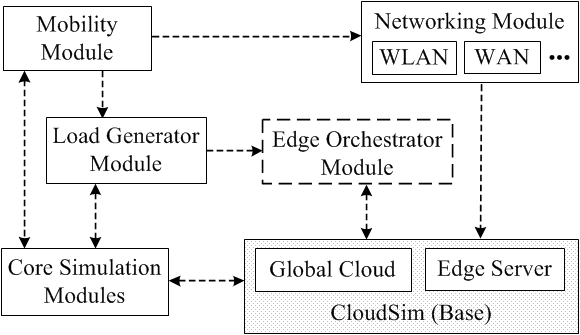 Mobility
Module
Networking Module
WLAN
WAN
•••
Load Generator
Module
Edge Orchestrator
Module
Core Simulation
Modules
Global Cloud
Edge Server
CloudSim (Base)